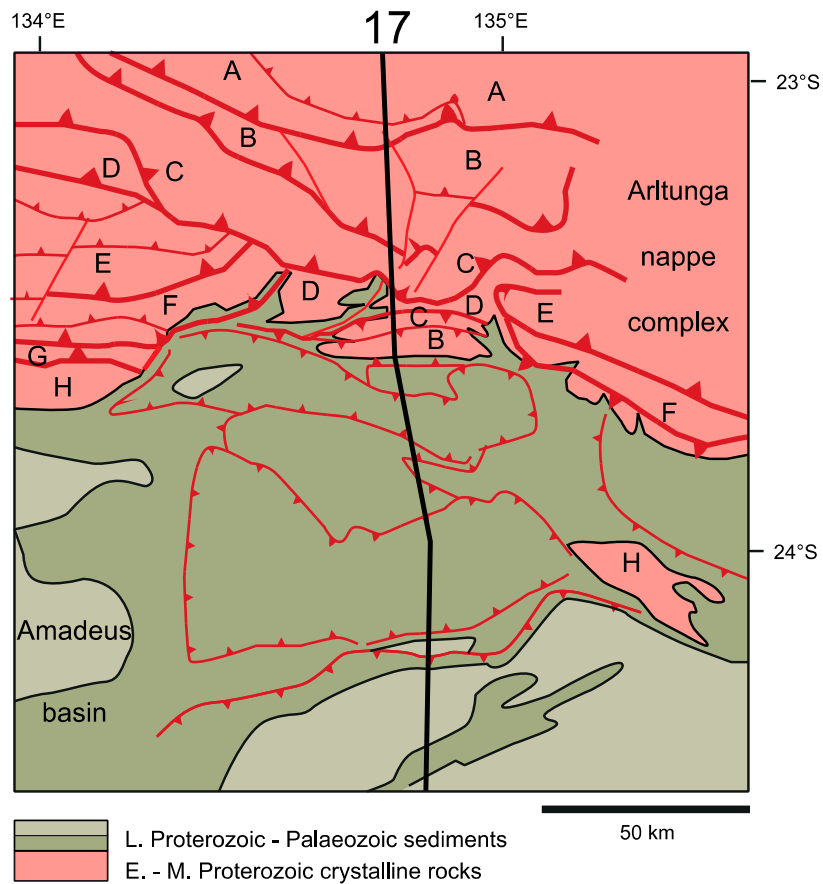 134°E
17
135°E
23°S
A
A
B
B
D
C
Arltunga
nappe
complex
E
C
D
D
E
F
C
B
G
H
F
24°S
H
Amadeus
basin
L. Proterozoic - Palaeozoic sediments
E. - M. Proterozoic crystalline rocks
50 km